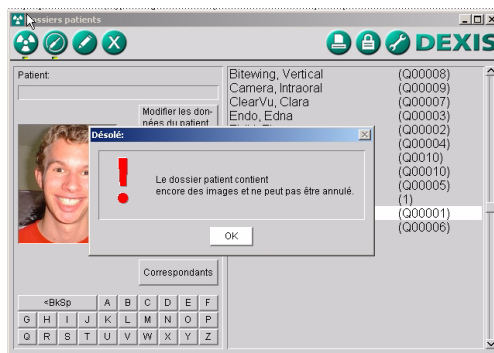 Dossiers patients
DEXIS
Patient:
Modifier les don-
nées du patient
Bitewing, Vertical (Q00008)
Camera, Intraoral (Q00009)
ClearVu, Clara (Q00007)
Endo, Edna (Q00003)
(Q00002)
(Q00004)
(Q0010)
(Q00010)
(Q00005)
(1)
(Q00001)
(Q00006)
Désolé:
Le dossier patient contient
encore des images et ne peut pas être annulé.
OK
Correspondants
<BkSp A B C D E F
G H I J K L M N O P
Q R S T U V W X Y Z